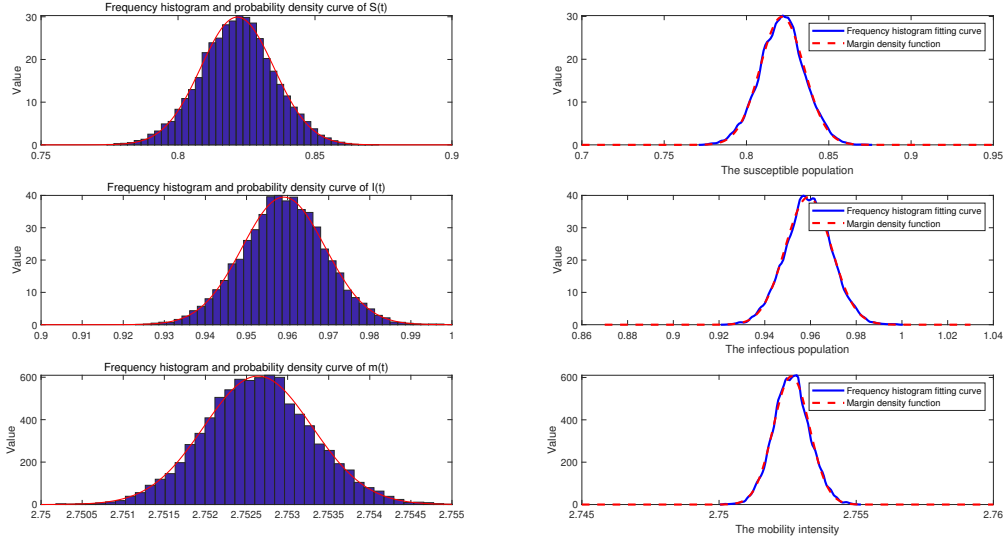 Frequency histogram and probability density curve of S(t)
Value
30
20
10
0
0.75 0.8 0.85 0.9
Frequency histogram fitting curve
Margin density function
Value
30
20
10
0
0.7 0.75 0.8 0.85 0.9 0.95
The susceptible population
Frequency histogram and probability density curve of I(t)
Value
40
30
20
10
0
0.9 0.91 0.92 0.93 0.94 0.95 0.96 0.97 0.98 0.99 1
Frequency histogram fitting curve
Margin density function
Value
40
30
20
10
0
0.86 0.88 0.9 0.92 0.94 0.96 0.98 1 1.02 1.04
The infectious population
Frequency histogram and probability density curve of m(t)
Value
600
400
200
0
2.75 2.7505 2.751 2.7515 2.752 2.7525 2.753 2.7535 2.754 2.7545 2.755
Frequency histogram fitting curve
Margin density function
Value
600
400
200
0
2.745 2.75 2.755 2.76
The mobility intensity